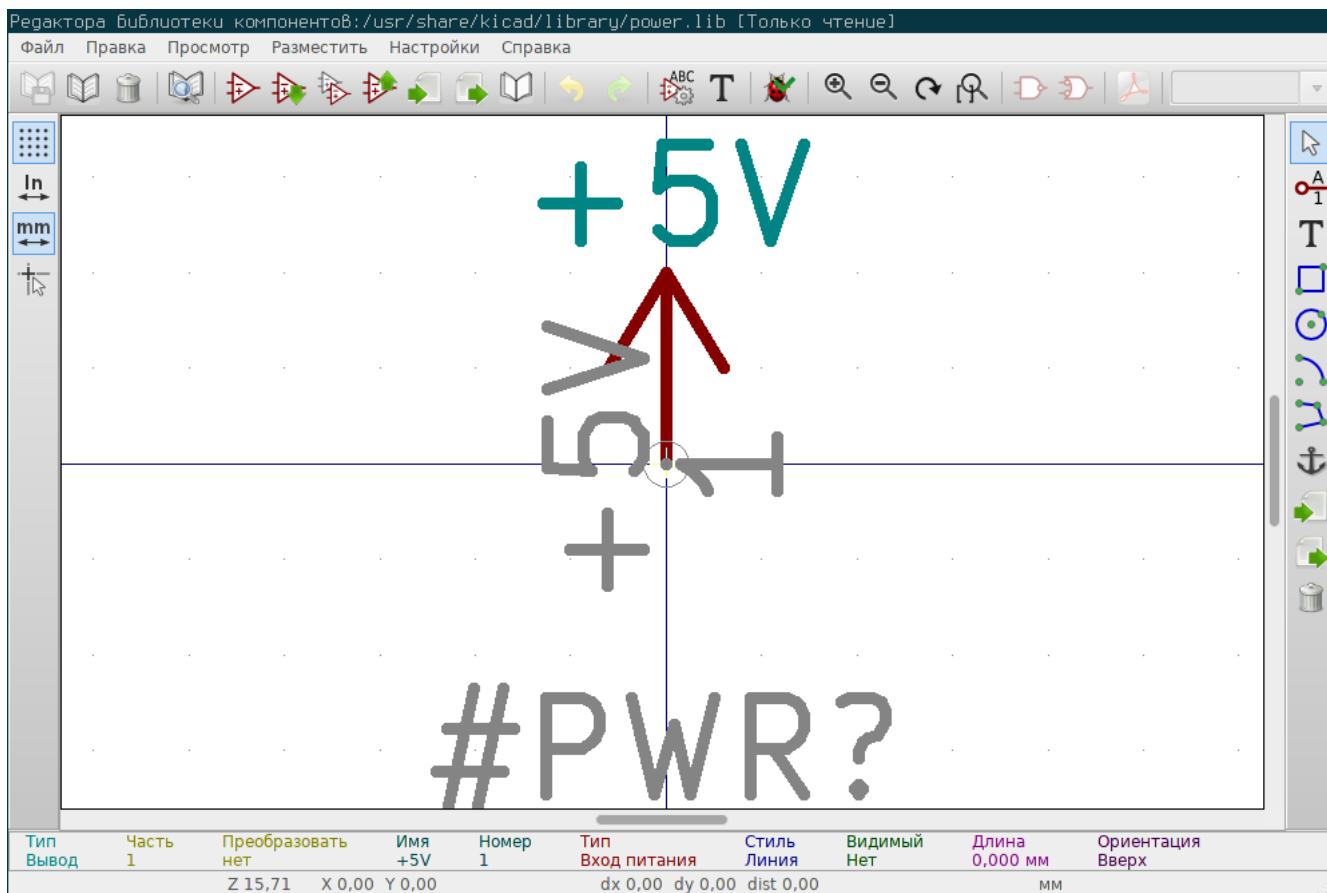 Редактора библиотеки компонентов:/usr/share/kicad/library/power.lib [Только чтение]
Файл Правка Просмотр Разместить Настройки Справка
ABC T
In
mm
A
1
T
+5V
+5V
1
#PWR?
Тип Часть Преобразовать Имя Номер Тип Стиль Видимый Длина Ориентация
Вывод 1 нет +5V 1 Вход питания Линия Нет 0,000 мм Вверх
Z 15,71 X 0,00 Y 0,00 dx 0,00 dy 0,00 dist 0,00 мм